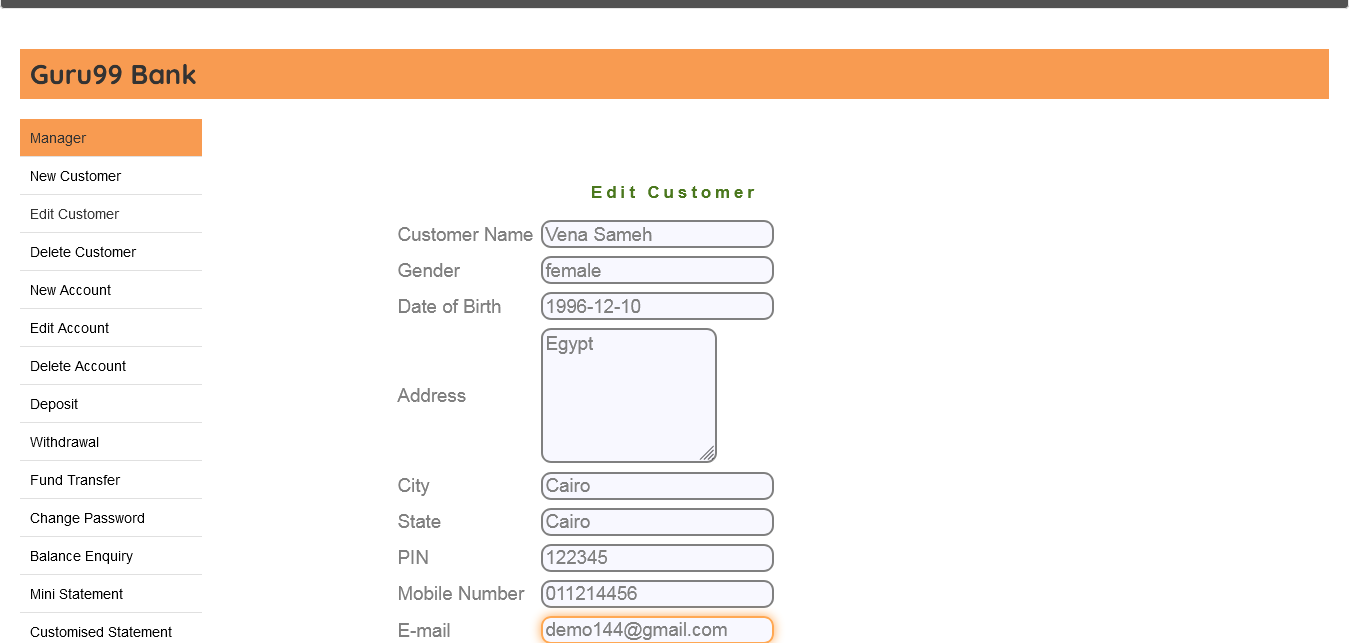 Guru99 Bank
Manager
New Customer
Edit Customer
Delete Customer
New Account
Edit Account
Delete Account
Deposit
Withdrawal
Fund Transfer
Change Password
Balance Enquiry
Mini Statement
Customised Statement
Edit Customer
Customer Name Vena Sameh
Gender female
Date of Birth 1996-12-10
Address Egypt
City Cairo
State Cairo
PIN 122345
Mobile Number 011214456
E-mail demo144@gmail.com